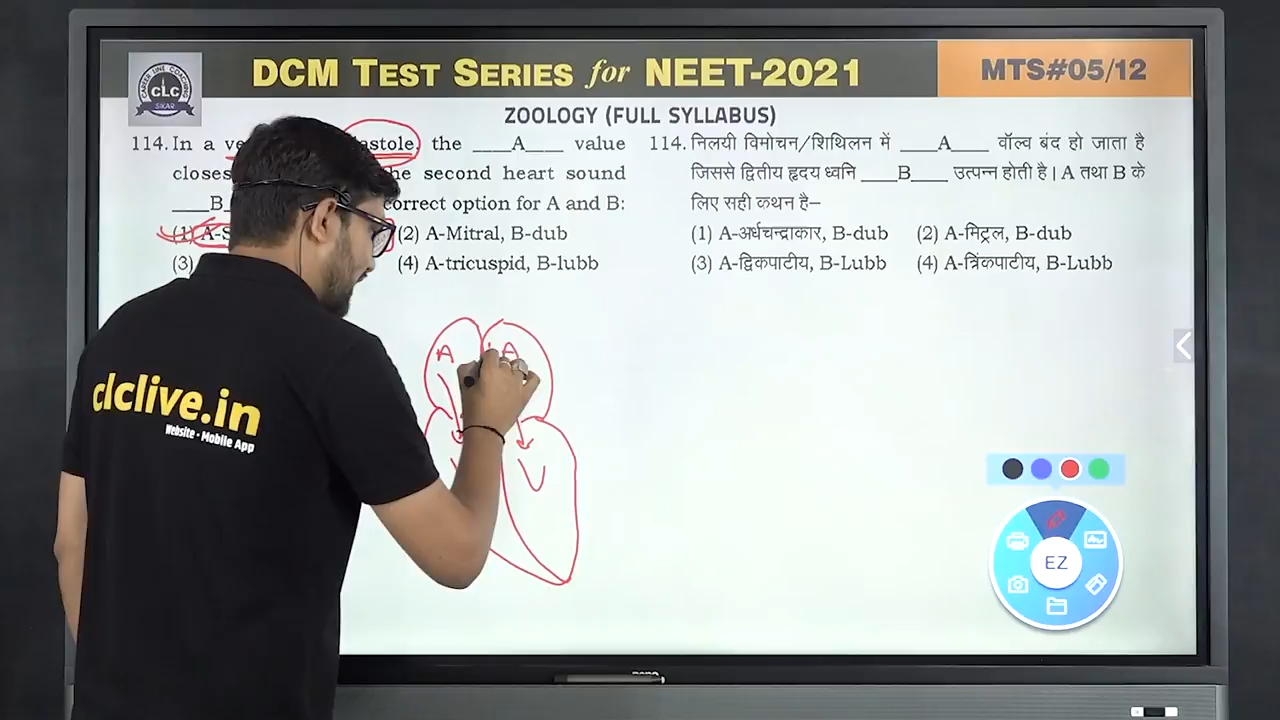 DCM TEST SERIES for NEET-2021
MTS#05/12
CLC
SIKAR
ZOOLOGY (FULL SYLLABUS)
114. In a ve astole, the ____A____ value
closes he second heart sound
____B_ correct option for A and B:
(1) A-S (2) A-Mitral, B-dub
(3) (4) A-tricuspid, B-lubb
114. निलयी विमोचन/शिथिलन में ____A____ वॉल्व बंद हो जाता है
जिससे द्वितीय हृदय ध्वनि ____B____ उत्पन्न होती है। A तथा B के
लिए सही कथन है–
(1) A-अर्धचन्द्राकार, B-dub (2) A-मिट्रल, B-dub
(3) A-द्विकपाटीय, B-Lubb (4) A-त्रिंकपाटीय, B-Lubb
A A
V
EZ
clclive.in
Website • Mobile App